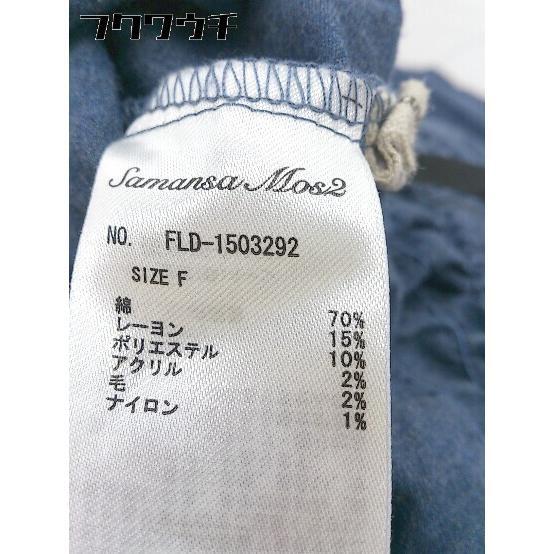 フクウウチ
Samansa Mos2
NO. FLD-1503292
SIZE F
綿 70%
レーヨン 15%
ポリエステル 10%
アクリル 2%
毛 2%
ナイロン 1%